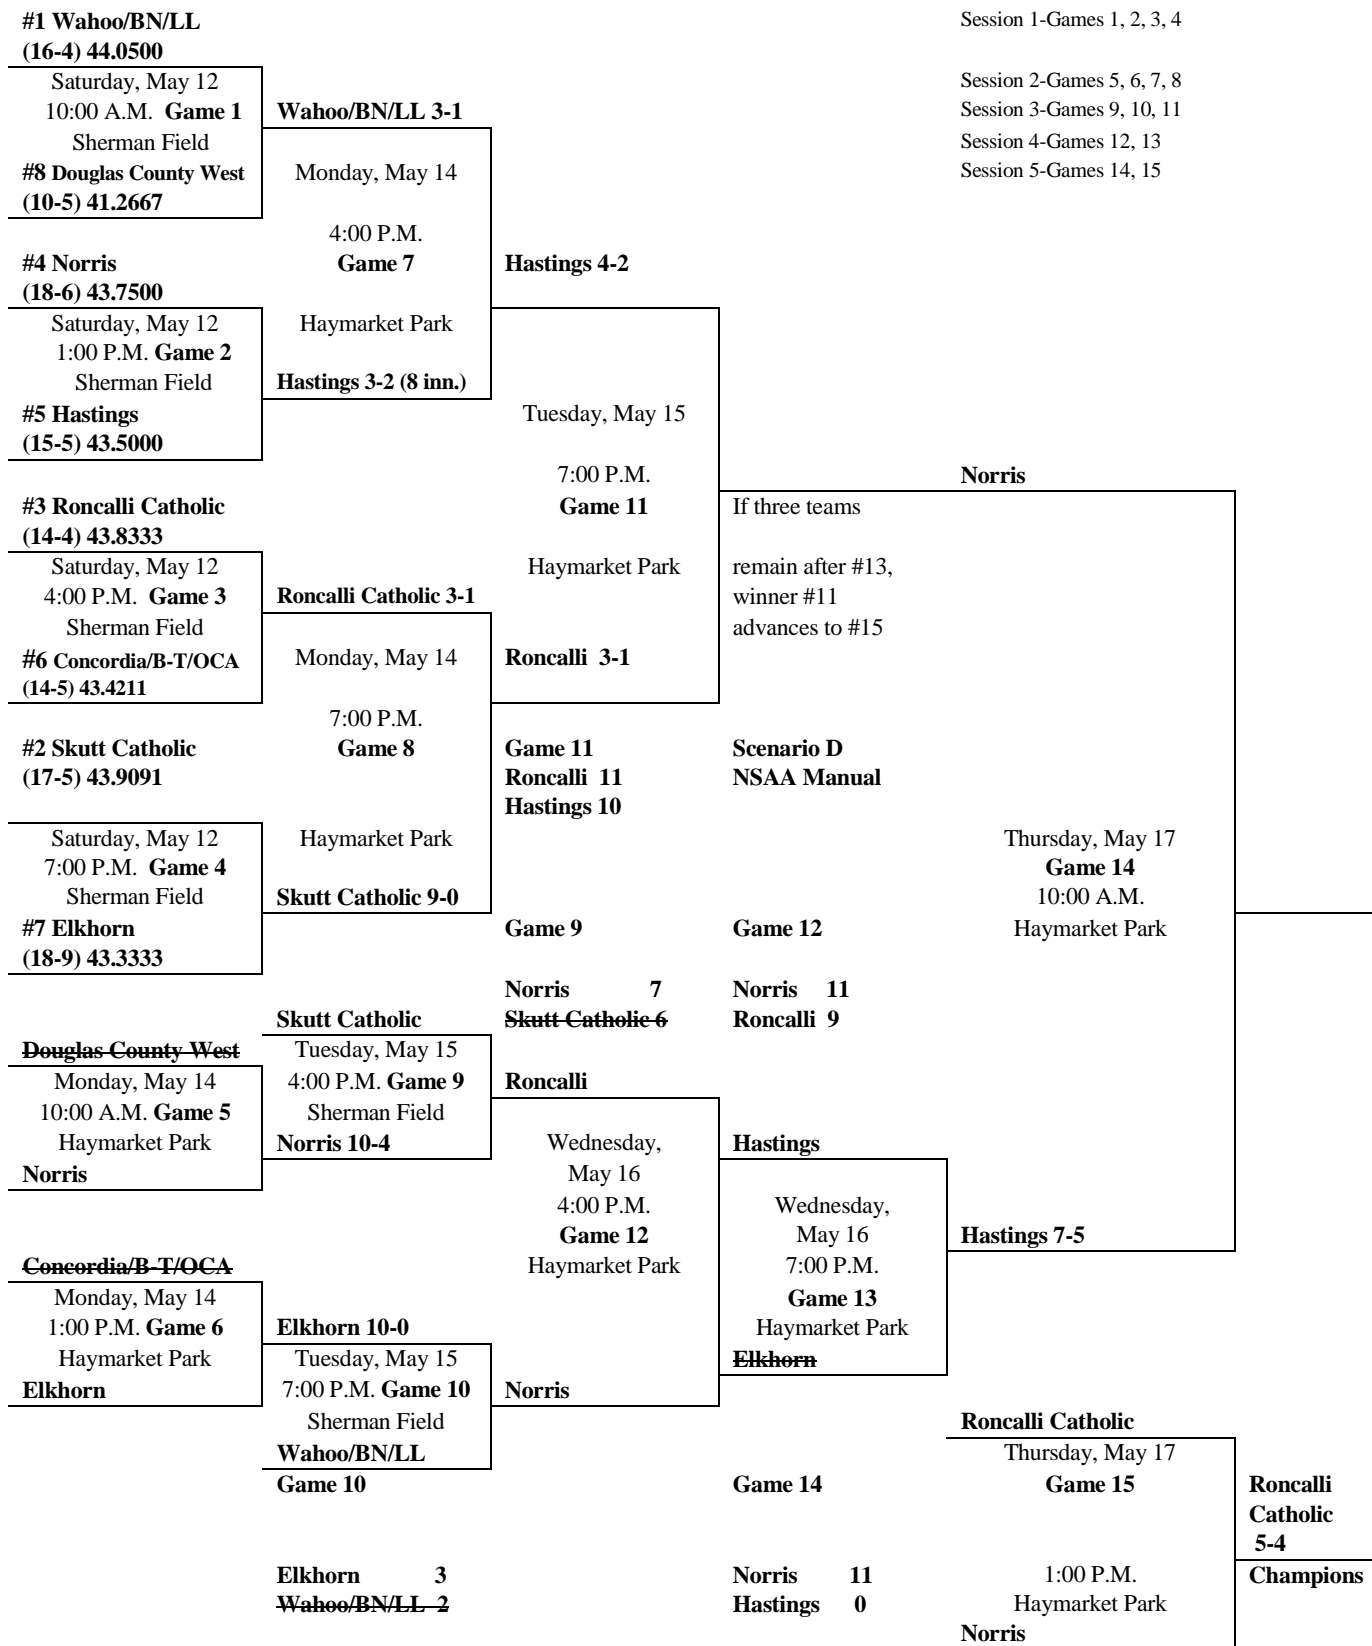 #1 Wahoo/BN/LL
(16-4) 44.0500
Saturday, May 12
10:00 A.M. Game 1
Sherman Field
#8 Douglas County West
(10-5) 41.2667
#4 Norris
(18-6) 43.7500
Saturday, May 12
1:00 P.M. Game 2
Sherman Field
#5 Hastings
(15-5) 43.5000
#3 Roncalli Catholic
(14-4) 43.8333
Saturday, May 12
4:00 P.M. Game 3
Sherman Field
#6 Concordia/B-T/OCA
(14-5) 43.4211
#2 Skutt Catholic
(17-5) 43.9091
Saturday, May 12
7:00 P.M. Game 4
Sherman Field
#7 Elkhorn
(18-9) 43.3333
Douglas County West
Monday, May 14
10:00 A.M. Game 5
Haymarket Park
Norris
Concordia/B-T/OCA
Monday, May 14
1:00 P.M. Game 6
Haymarket Park
Elkhorn
Wahoo/BN/LL 3-1
Monday, May 14
4:00 P.M.
Game 7
Haymarket Park
Hastings 3-2 (8 inn.)
Roncalli Catholic 3-1
Monday, May 14
7:00 P.M.
Game 8
Haymarket Park
Skutt Catholic 9-0
Skutt Catholic
Tuesday, May 15
4:00 P.M. Game 9
Sherman Field
Norris 10-4
Elkhorn 10-0
Tuesday, May 15
7:00 P.M. Game 10
Sherman Field
Wahoo/BN/LL
Game 10
Elkhorn 3
Wahoo/BN/LL 2
Hastings 4-2
Tuesday, May 15
7:00 P.M.
Game 11
Haymarket Park
Roncalli 3-1
Game 11
Roncalli 11
Hastings 10
Game 9
Norris 7
Skutt Catholic 6
Roncalli
Wednesday,
May 16
4:00 P.M.
Game 12
Haymarket Park
Norris
If three teams
remain after #13,
winner #11
advances to #15
Scenario D
NSAA Manual
Game 12
Norris 11
Roncalli 9
Hastings
Wednesday,
May 16
7:00 P.M.
Game 13
Haymarket Park
Elkhorn
Game 14
Norris 11
Hastings 0
Session 1-Games 1, 2, 3, 4
Session 2-Games 5, 6, 7, 8
Session 3-Games 9, 10, 11
Session 4-Games 12, 13
Session 5-Games 14, 15
Norris
Thursday, May 17
Game 14
10:00 A.M.
Haymarket Park
Hastings 7-5
Roncalli Catholic
Thursday, May 17
Game 15
1:00 P.M.
Haymarket Park
Norris
Roncalli
Catholic
5-4
Champions